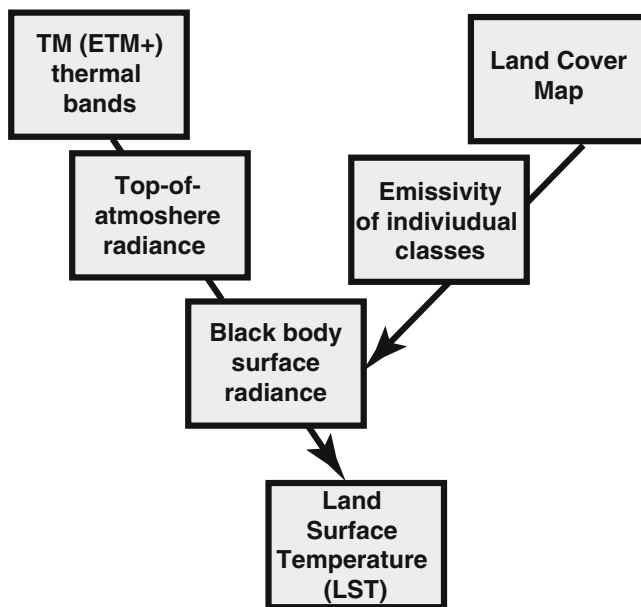 TM (ETM+)
thermal
bands
Land Cover
Map
Top-of-
atmoshere
radiance
Emissivity
of indiviudual
classes
Black body
surface
radiance
Land
Surface
Temperature
(LST)